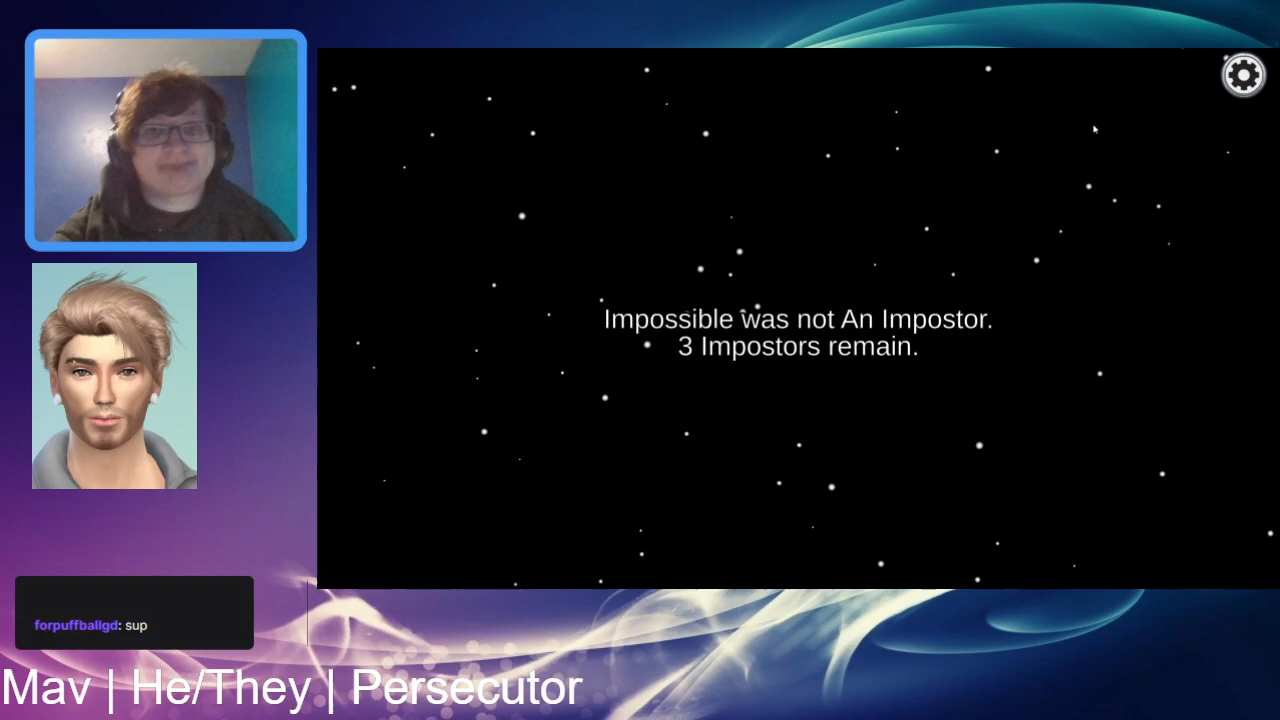 Impossible was not An Impostor.
3 Impostors remain.
forpuffballgd: sup
Mav | He/They | Persecutor